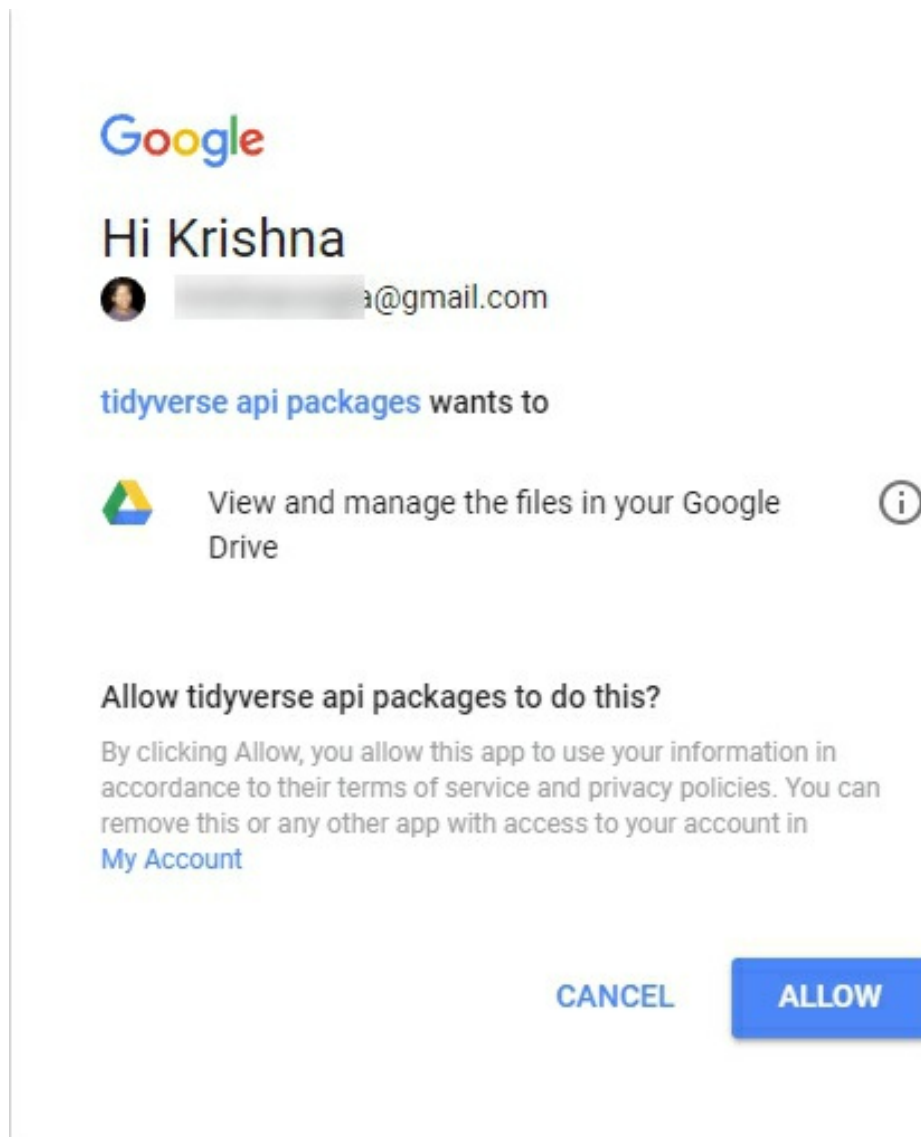 Google
Hi Krishna
a@gmail.com
tidyverse api packages wants to
View and manage the files in your Google
Drive
Allow tidyverse api packages to do this?
By clicking Allow, you allow this app to use your information in
accordance to their terms of service and privacy policies. You can
remove this or any other app with access to your account in
My Account
CANCEL ALLOW